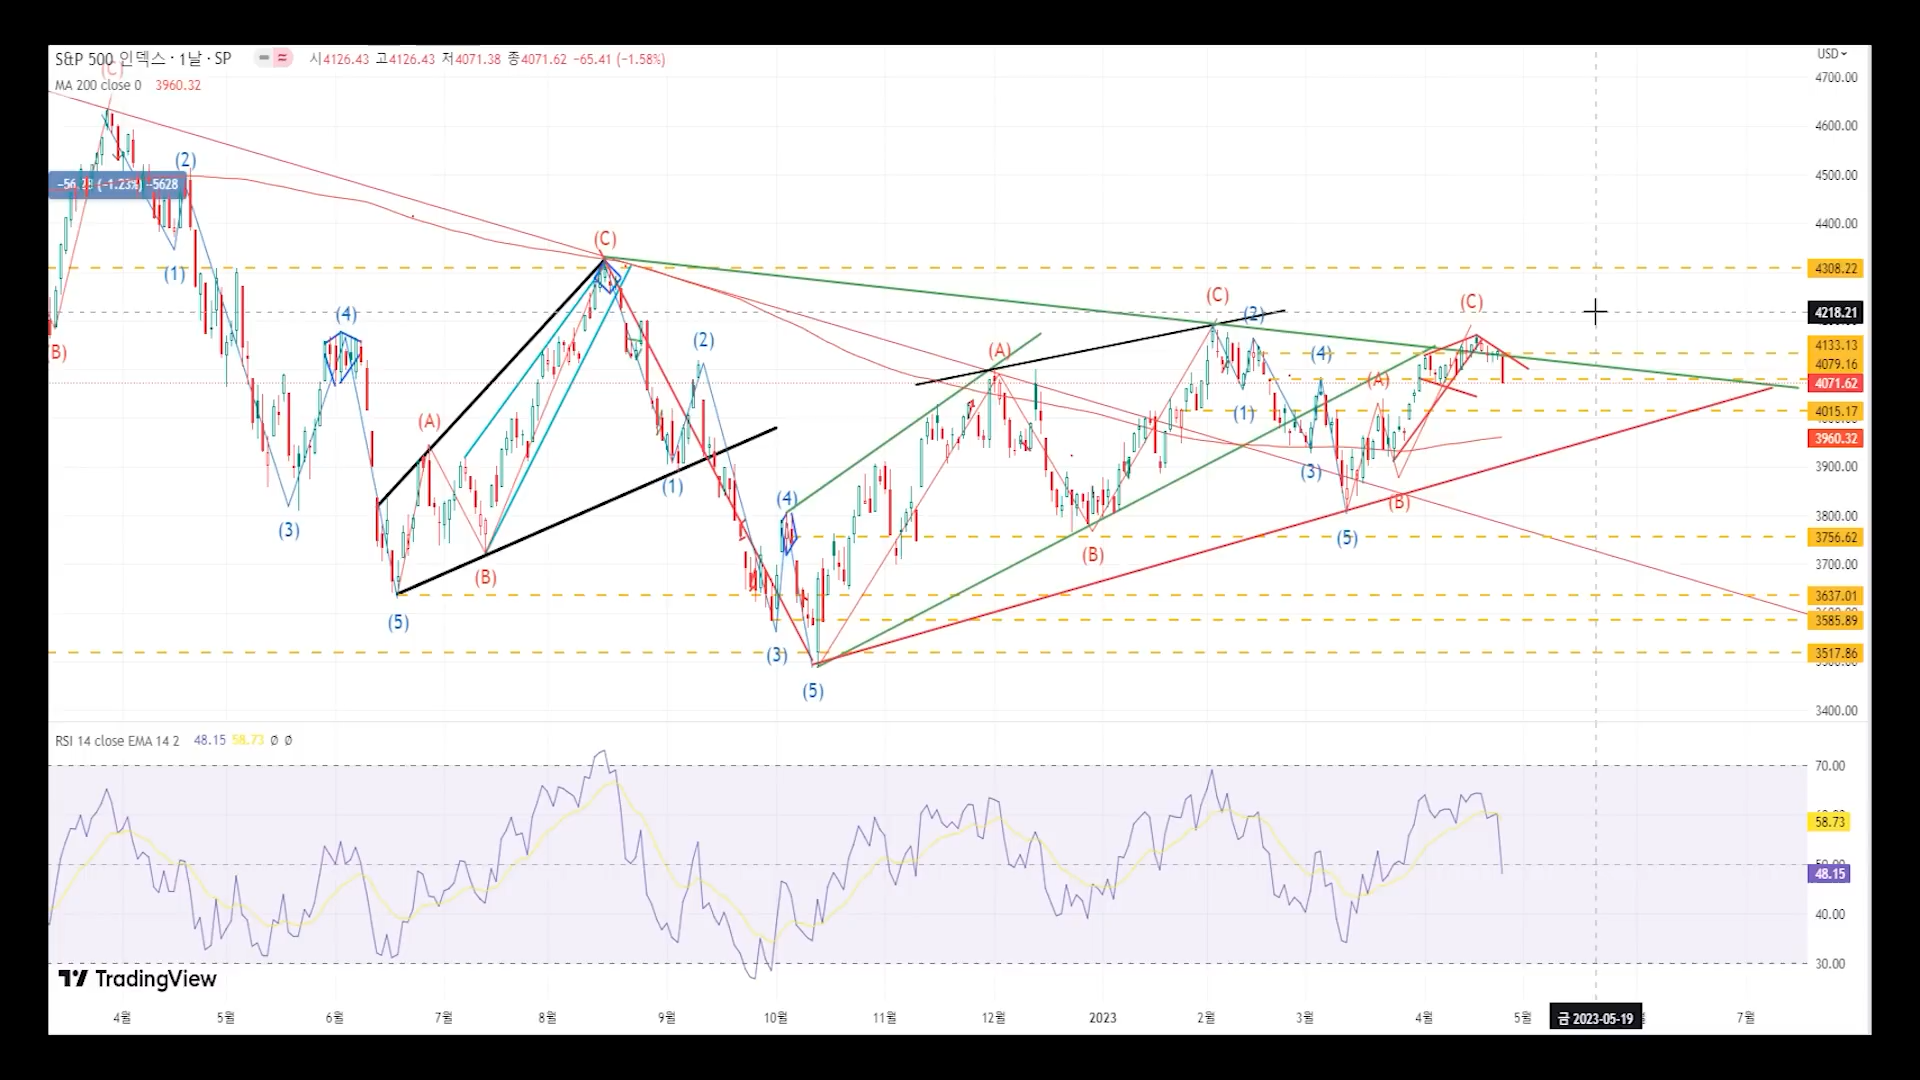 S&P 500 인덱스 · 1날 · SP 시4126.43 고4126.43 저4071.38 종4071.62 −65.41 (−1.58%)
USD
MA 200 close 0 3960.32
(C)
4700.00
4600.00
(2)
4500.00
(−1.23%) −5628
4400.00
(C)
(1)
4308.22
(C)
(C)
(4)
(2)
4218.21
(2)
(A)
(4)
4133.13
(B)
4079.16
(A)
4071.62
(A)
(1)
4015.17
3960.32
(1)
(3)
3900.00
(4)
(B)
3800.00
(3)
(5)
3756.62
(B)
(B)
3700.00
3637.01
(5)
3585.89
(3)
3517.86
(5)
3400.00
RSI 14 close EMA 14 2 48.15 58.73 Ø Ø
70.00
58.73
50.00
48.15
40.00
30.00
TradingView
4월 5월 6월 7월 8월 9월 10월 11월 12월 2023 2월 3월 4월 5월 금 2023-05-19 7월